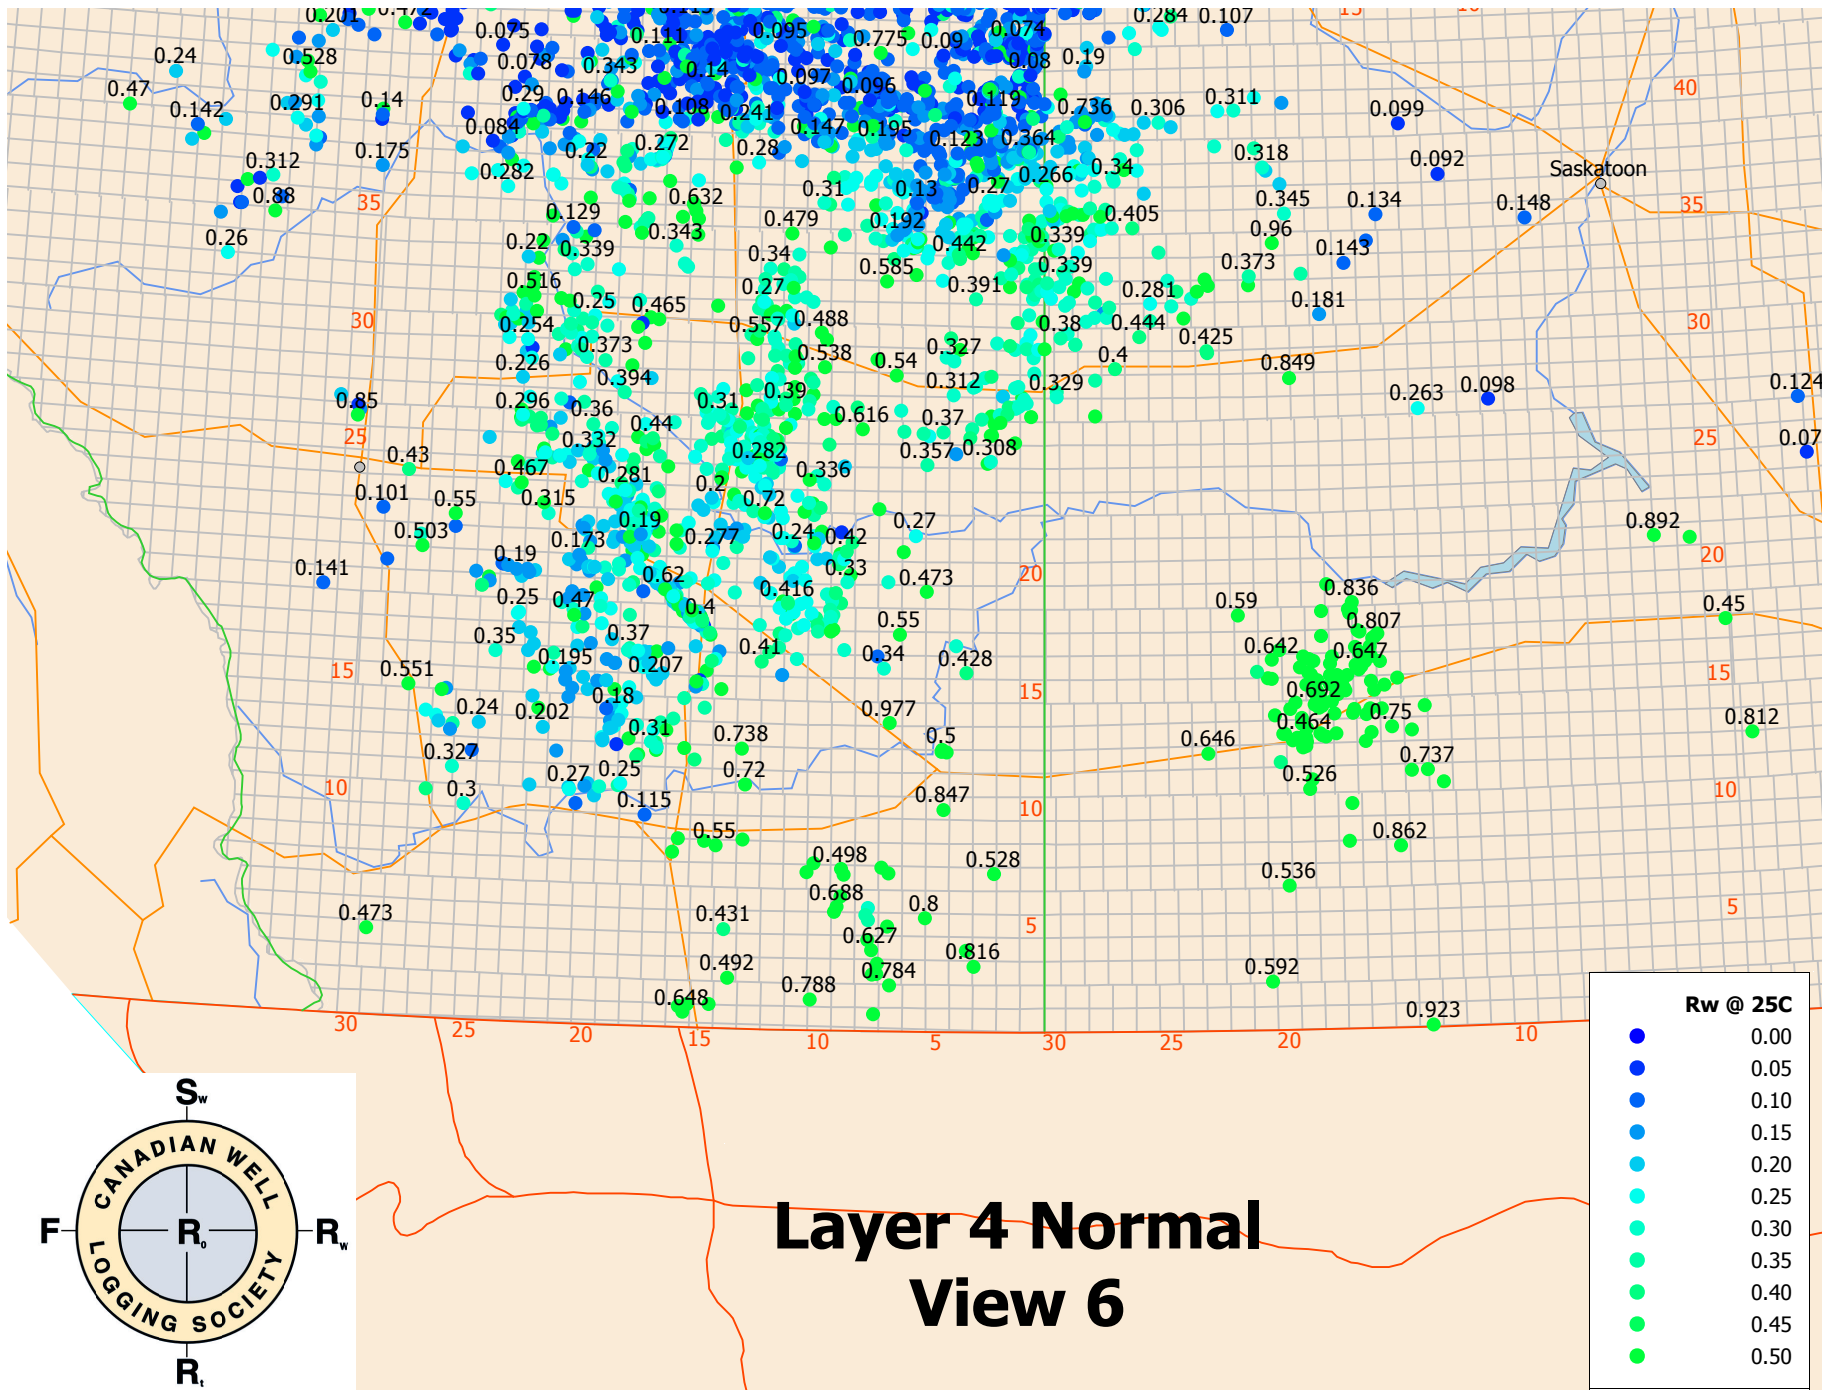 0.201 0.472 0.113 0.284 0.107 15 10
0.075 0.111 0.095 0.775 0.09 0.074
0.24 0.528 0.078 0.343 0.14 0.097 0.096 0.08 0.19
0.47 0.142 0.291 0.14 0.29 0.146 0.108 0.241 0.119 0.736 0.306 0.311 0.099 40
0.084 0.147 0.195 0.123 0.364
0.312 0.175 0.22 0.272 0.28 0.34 0.318 0.092
Saskatoon
0.88 35 0.282 0.632 0.31 0.13 0.27 0.266 0.345 0.134 0.148 35
0.26 0.129 0.343 0.479 0.192 0.405 0.96 0.143
0.22 0.339 0.34 0.442 0.339
0.516 0.27 0.585 0.391 0.339 0.281 0.373 0.181
30 0.254 0.25 0.465 0.557 0.488 0.38 0.444 0.425 30
0.226 0.373 0.538 0.54 0.327 0.4 0.849
0.85 0.296 0.394 0.31 0.39 0.312 0.329 0.263 0.098 0.124
25 0.36 0.44 0.616 0.37 25 0.07
0.43 0.467 0.332 0.281 0.282 0.336 0.357 0.308
0.101 0.55 0.315 0.2 0.72
0.503 0.173 0.19 0.277 0.24 0.42 0.27 0.892
0.141 0.19 0.62 0.33 0.473 20 0.836 20
0.25 0.47 0.4 0.416 0.59 0.807 0.45
0.35 0.37 0.41 0.55 0.642 0.647
0.551 0.195 0.207 0.34 0.428 15 0.692 15
0.24 0.202 0.18 0.31 0.738 0.977 0.5 0.646 0.464 0.75 0.812
0.327 0.27 0.25 0.72 0.526 0.737
10 0.3 0.115 0.847 10 10
0.55 0.498 0.528 0.862
0.688 0.536
0.473 0.431 0.8 5 5
0.627 0.816
0.492 0.784 0.592
0.648 0.788 0.923
30 25 20 15 10 5 30 25 20 10
Rw @ 25C
0.00
0.05
0.10
0.15
0.20
0.25
0.30
0.35
0.40
0.45
0.50
Sw
CANADIAN WELL
F R0 Rw
LOGGING SOCIETY
Rt
Layer 4 Normal
View 6